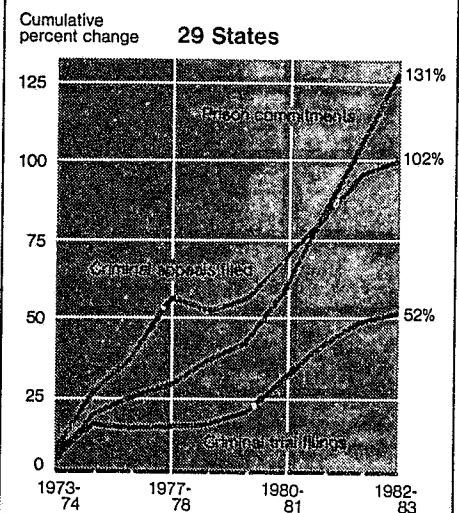 Cumulative
percent change
29 States
125
100
75
50
25
0
Prison commitments
Criminal appeals filed
Criminal trial filings
131%
102%
52%
1973-
74
1977-
78
1980-
81
1982-
83